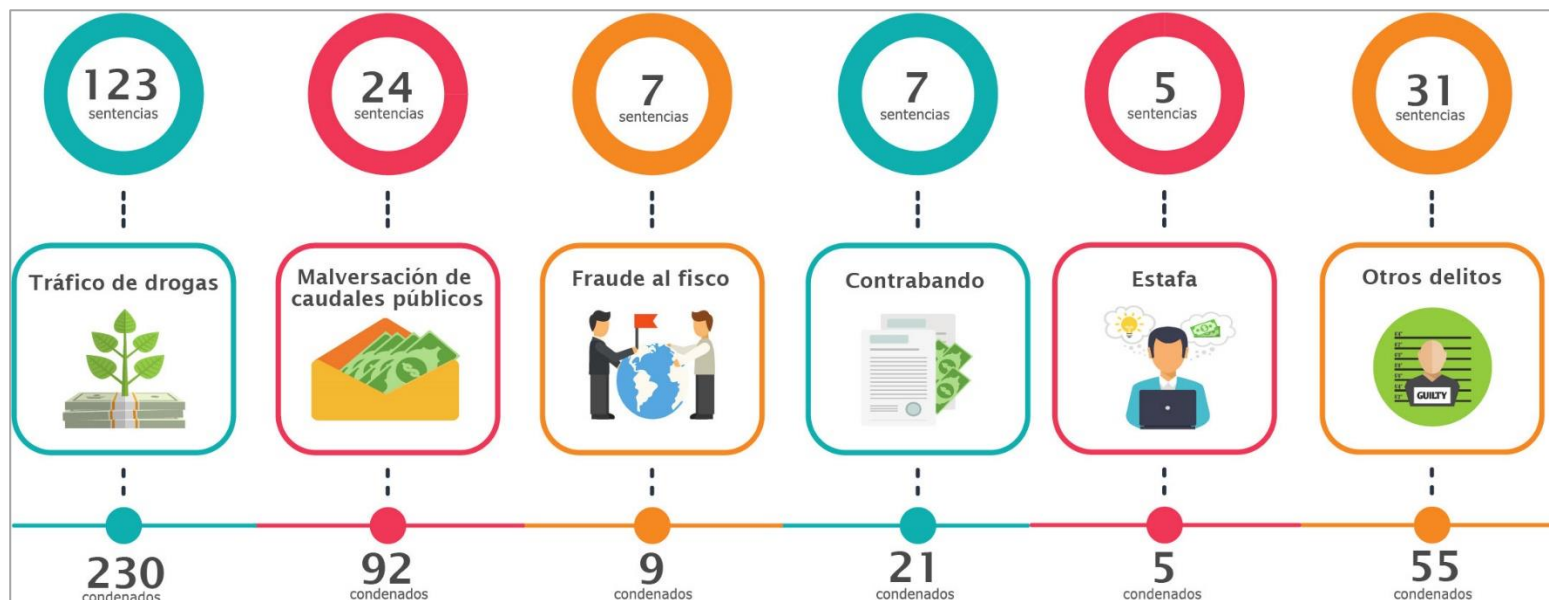 123
sentencias
24
sentencias
7
sentencias
7
sentencias
5
sentencias
31
sentencias
Tráfico de drogas
Malversación de
caudales públicos
Fraude al fisco
Contrabando
Estafa
Otros delitos
GUILTY
230
condenados
92
condenados
9
condenados
21
condenados
5
condenados
55
condenados